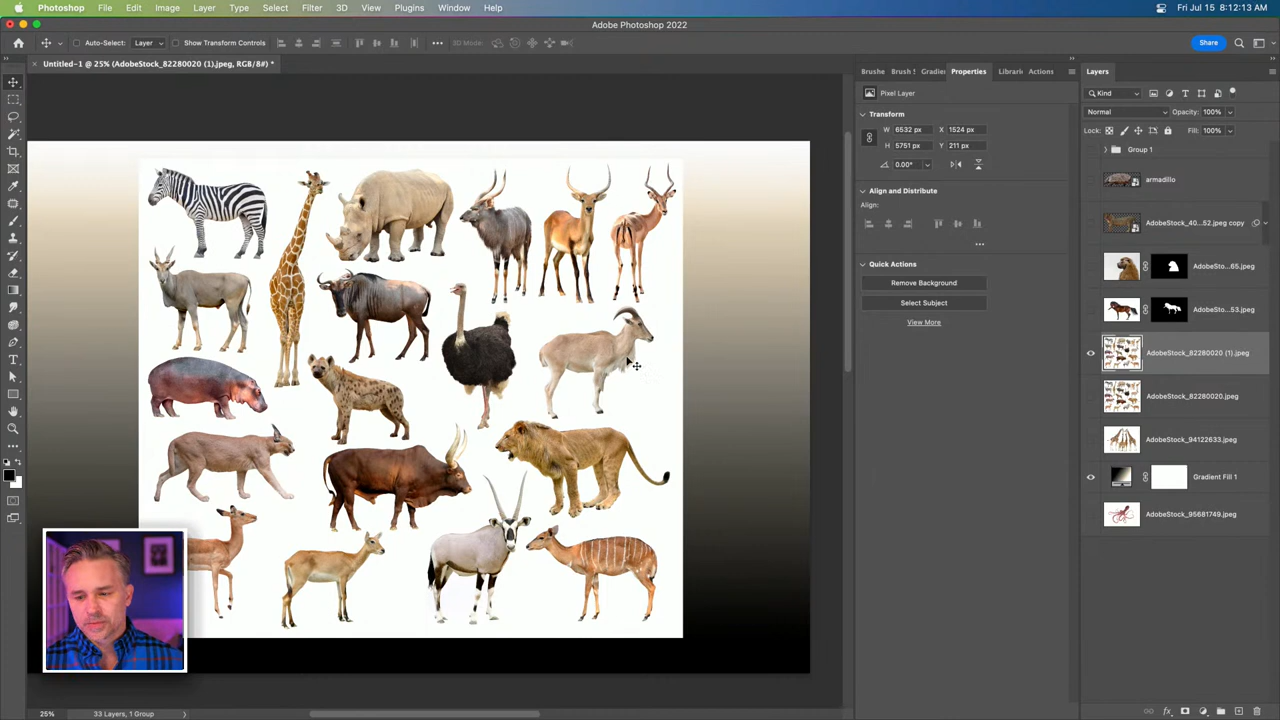 Photoshop File Edit Image Layer Type Select Filter 3D View Plugins Window Help Fri Jul 15 8:12:13 AM
Adobe Photoshop 2022
Auto-Select: Layer Show Transform Controls 3D Mode: Share
Untitled-1 @ 25% (AdobeStock_82280020 (1).jpeg, RGB/8#) *
Brushe Brush S Gradie Properties Librari Actions
Layers
Pixel Layer
Kind
Transform
Normal Opacity: 100%
W 6532 px X 1524 px
Lock: Fill: 100%
H 5751 px Y 211 px
0.00°
Group 1
armadillo
Align and Distribute
Align:
AdobeStock_40...52.jpeg copy
Quick Actions
AdobeSto...65.jpeg
Remove Background
Select Subject
AdobeSto...53.jpeg
View More
AdobeStock_82280020 (1).jpeg
AdobeStock_82280020.jpeg
AdobeStock_94122633.jpeg
Gradient Fill 1
AdobeStock_95681749.jpeg
25% 33 Layers, 1 Group